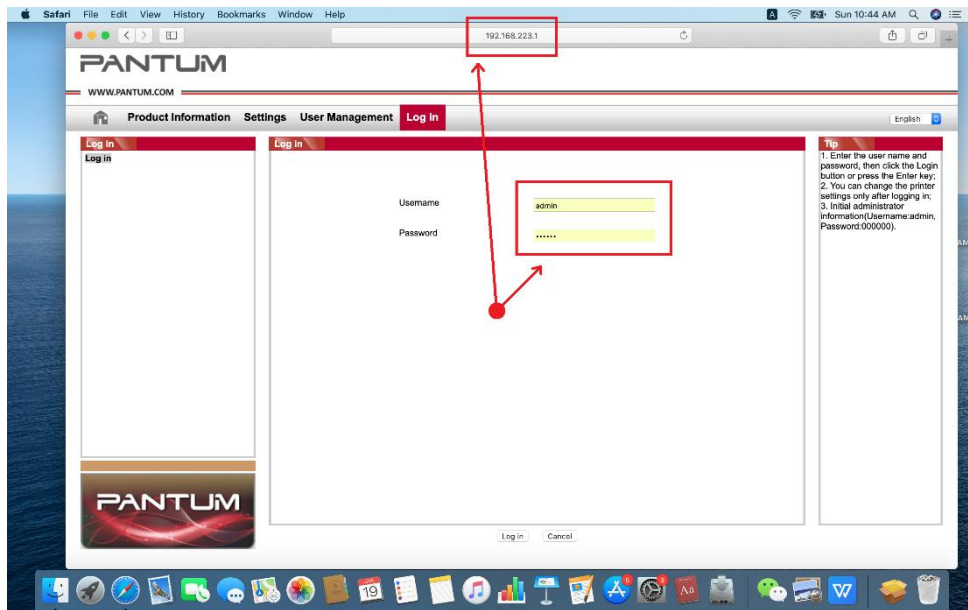 Safari File Edit View History Bookmarks Window Help
A Sun 10:44 AM
192.168.223.1
PANTUM
WWW.PANTUM.COM
Product Information Settings User Management Log in
English
Log in
Log in
Log in
Username admin
Password ••••••
Tip
1. Enter the user name and
password, then click the Login
button or press the Enter key;
2. You can change the printer
settings only after logging in;
3. Initial administrator
information(Username:admin,
Password:000000).
PANTUM
Log in Cancel
AM
AM
19
Aa
W